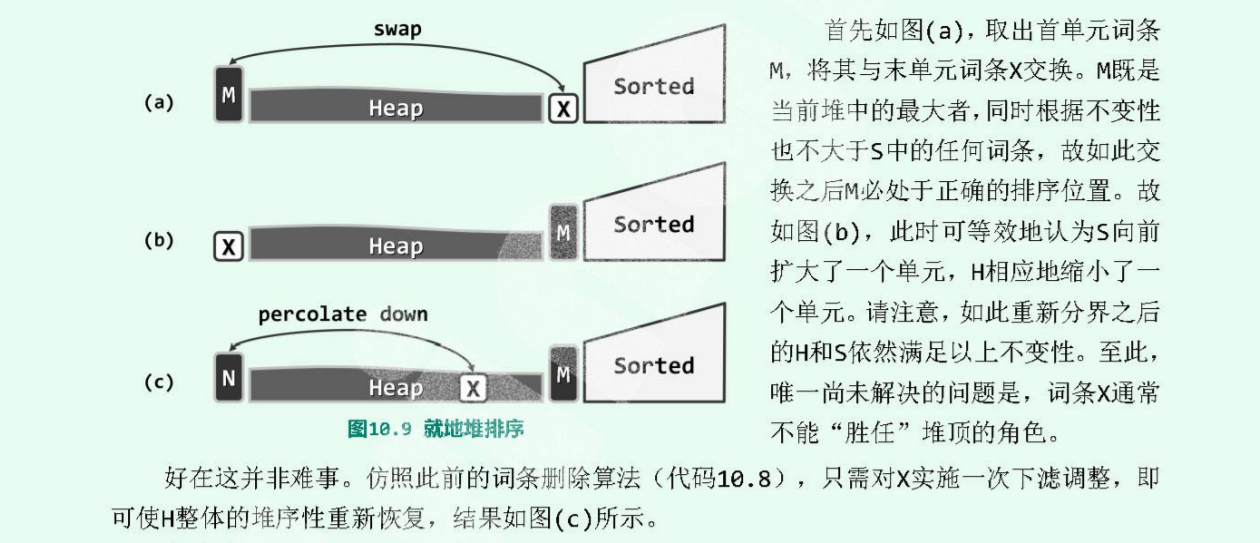 swap
(a)
M
Heap
X
Sorted
(b)
X
Heap
M
Sorted
percolate down
(c)
N
Heap
X
M
Sorted
图10.9 就地堆排序
首先如图(a)，取出首单元词条
M，将其与末单元词条X交换。M既是
当前堆中的最大者，同时根据不变性
也不大于S中的任何词条，故如此交
换之后M必处于正确的排序位置。故
如图(b)，此时可等效地认为S向前
扩大了一个单元，H相应地缩小了一
个单元。请注意，如此重新分界之后
的H和S依然满足以上不变性。至此，
唯一尚未解决的问题是，词条X通常
不能“胜任”堆顶的角色。
好在这并非难事。仿照此前的词条删除算法（代码10.8），只需对X实施一次下滤调整，即
可使H整体的堆序性重新恢复，结果如图(c)所示。